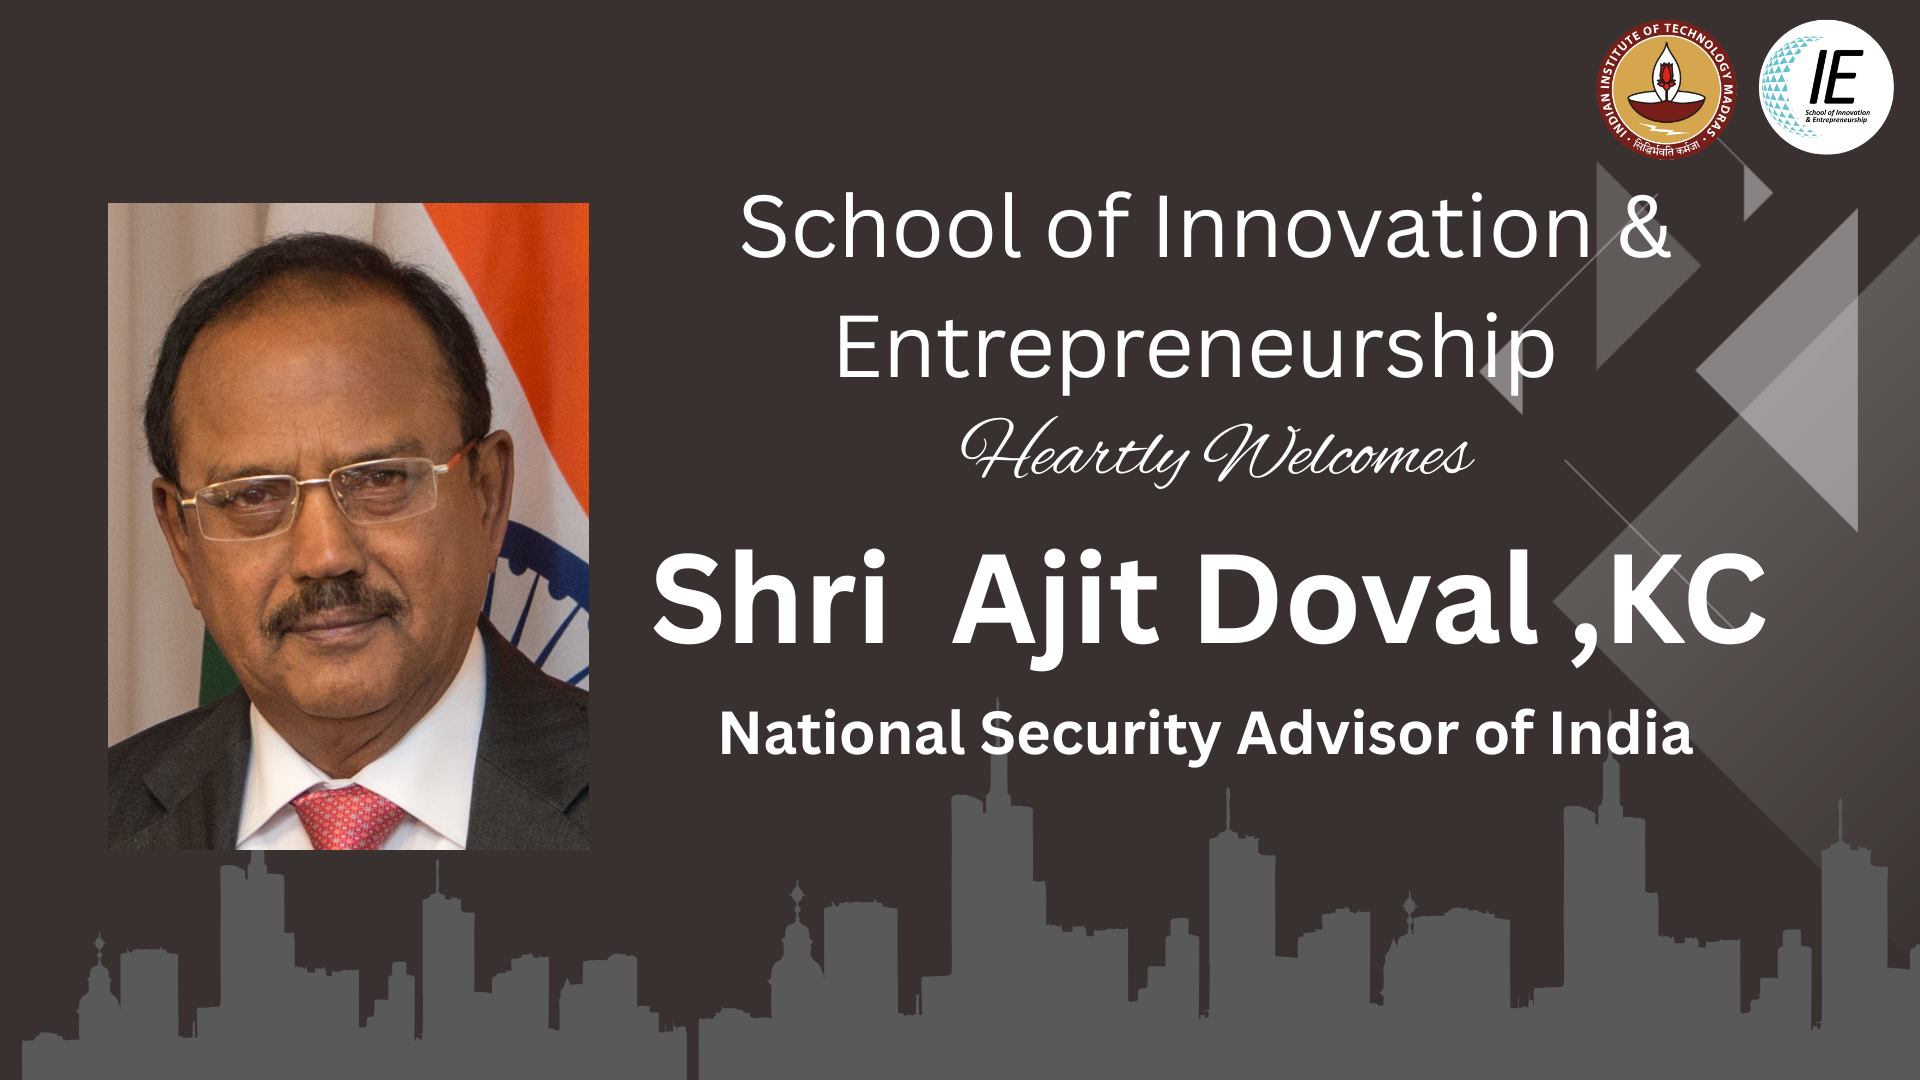 INDIAN INSTITUTE OF TECHNOLOGY MADRAS
सिद्धिर्भवति कर्मजा
IE
School of Innovation
& Entrepreneurship
School of Innovation &
Entrepreneurship
Heartly Welcomes
Shri Ajit Doval ,KC
National Security Advisor of India